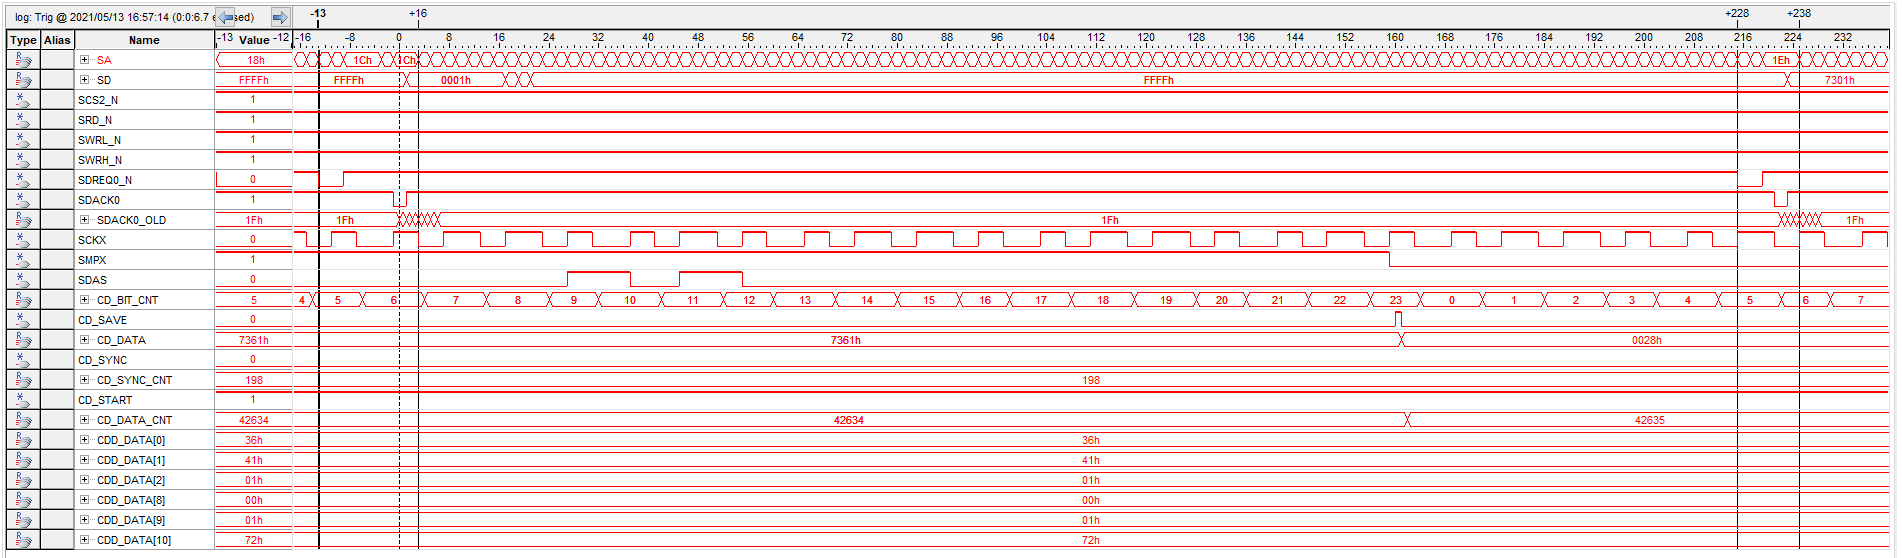 log: Trig @ 2021/05/13 16:57:14 (0:0:6.7 e sed) -13 +16 +228 +238
Type Alias Name -13 Value -12 -16 -8 0 8 16 24 32 40 48 56 64 72 80 88 96 104 112 120 128 136 144 152 160 168 176 184 192 200 208 216 224 232
SA 18h 1Ch 1Ch 1Eh
SD FFFFh FFFFh 0001h FFFFh 7301h
SCS2_N 1
SRD_N 1
SWRL_N 1
SWRH_N 1
SDREQ0_N 0
SDACK0 1
SDACK0_OLD 1Fh 1Fh 1Fh 1Fh
SCKX 0
SMPX 1
SDAS 0
CD_BIT_CNT 5 4 5 6 7 8 9 10 11 12 13 14 15 16 17 18 19 20 21 22 23 0 1 2 3 4 5 6 7
CD_SAVE 0
CD_DATA 7361h 7361h 0028h
CD_SYNC 0
CD_SYNC_CNT 198 198
CD_START 1
CD_DATA_CNT 42634 42634 42635
CDD_DATA[0] 36h 36h
CDD_DATA[1] 41h 41h
CDD_DATA[2] 01h 01h
CDD_DATA[8] 00h 00h
CDD_DATA[9] 01h 01h
CDD_DATA[10] 72h 72h